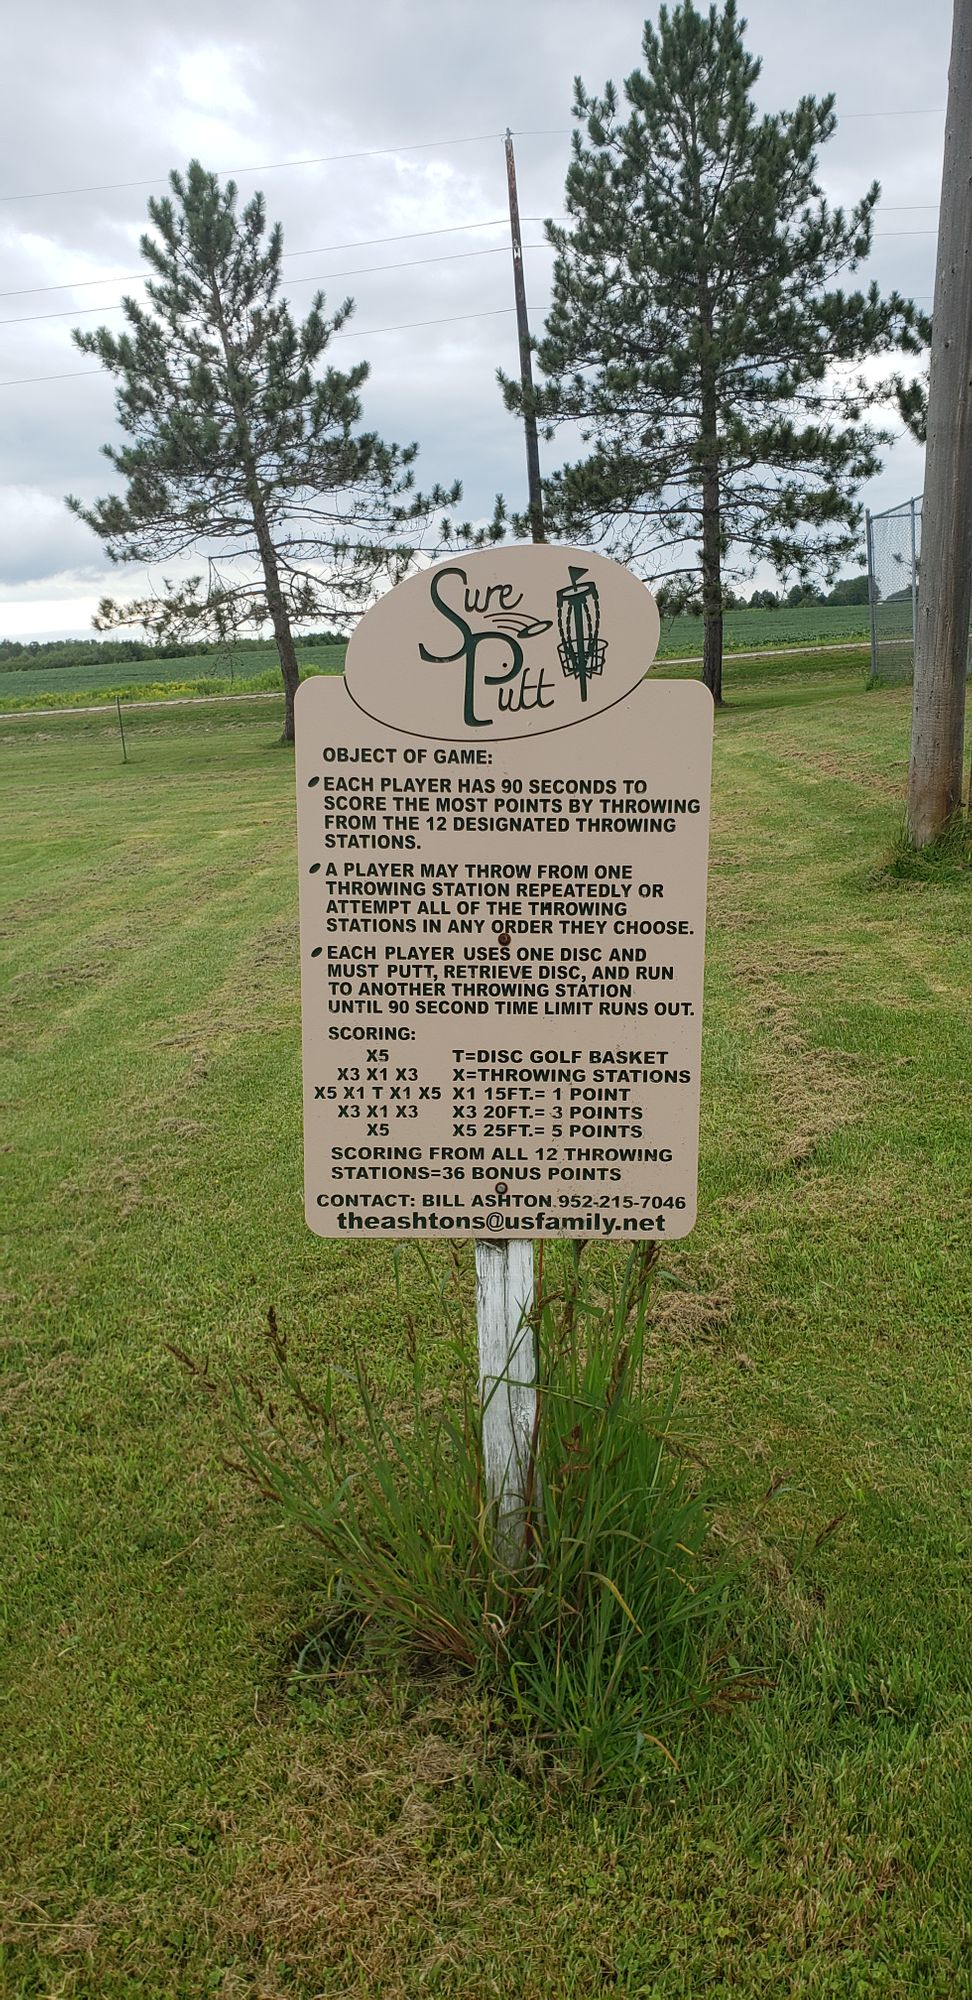 Sure
Putt
OBJECT OF GAME:
EACH PLAYER HAS 90 SECONDS TO
SCORE THE MOST POINTS BY THROWING
FROM THE 12 DESIGNATED THROWING
STATIONS.
A PLAYER MAY THROW FROM ONE
THROWING STATION REPEATEDLY OR
ATTEMPT ALL OF THE THROWING
STATIONS IN ANY ORDER THEY CHOOSE.
EACH PLAYER USES ONE DISC AND
MUST PUTT, RETRIEVE DISC, AND RUN
TO ANOTHER THROWING STATION
UNTIL 90 SECOND TIME LIMIT RUNS OUT.
SCORING:
X5 T=DISC GOLF BASKET
X3 X1 X3 X=THROWING STATIONS
X5 X1 T X1 X5 X1 15FT.= 1 POINT
X3 X1 X3 X3 20FT.= 3 POINTS
X5 X5 25FT.= 5 POINTS
SCORING FROM ALL 12 THROWING
STATIONS=36 BONUS POINTS
CONTACT: BILL ASHTON 952-215-7046
theashtons@usfamily.net